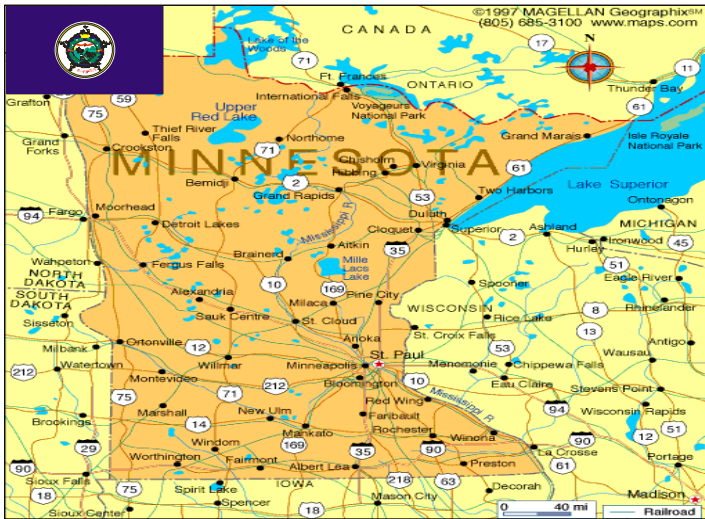 ©1997 MAGELLAN Geographix℠
(805) 685-3100 www.maps.com
CANADA
N
Lake of the
Woods
71
17
11
Ft. Frances
ONTARIO
Thunder Bay
Grafton
59
International Falls
61
75
Upper
Red Lake
Voyageurs
National Park
Grand
Forks
Thief River
Falls
Northome
Grand Marais
Isle Royale
National Park
Crookston
71
MINNESOTA
Chisholm
Virginia
61
Hibbing
Bemidji
2
Grand Rapids
53
Two Harbors
Lake Superior
Ontonagon
94
Fargo
Moorhead
Mississippi R.
Duluth
Detroit Lakes
Cloquet
Superior
Ashland
MICHIGAN
2
Ironwood
Hurley
45
Aitkin
35
Wahpeton
Brainerd
Fergus Falls
Mille
Lacs
Lake
51
NORTH
DAKOTA
10
Spooner
Eagle River
SOUTH
DAKOTA
Alexandria
169
Pine City
Milaca
WISCONSIN
Rhinelander
Sisseton
Sauk Centre
St. Cloud
Rice Lake
8
St. Croix Falls
13
Milbank
Ortonville
12
Anoka
53
Antigo
St. Paul
Wausau
212
Watertown
Willmar
Minneapolis
Menomonie
Chippewa Falls
Montevideo
212
Bloomington
10
Eau Claire
75
71
Stevens Point
Red Wing
Mississippi R.
Brookings
Marshall
New Ulm
Faribault
94
Wisconsin Rapids
14
Mankato
Rochester
Winona
12
51
29
Windom
169
90
90
La Crosse
Worthington
Fairmont
Albert Lea
35
Preston
61
Portage
90
Sioux Falls
218
63
18
75
Spirit Lake
IOWA
Decorah
Madison
Spencer
18
Mason City
0 40 mi
Railroad
Sioux Center